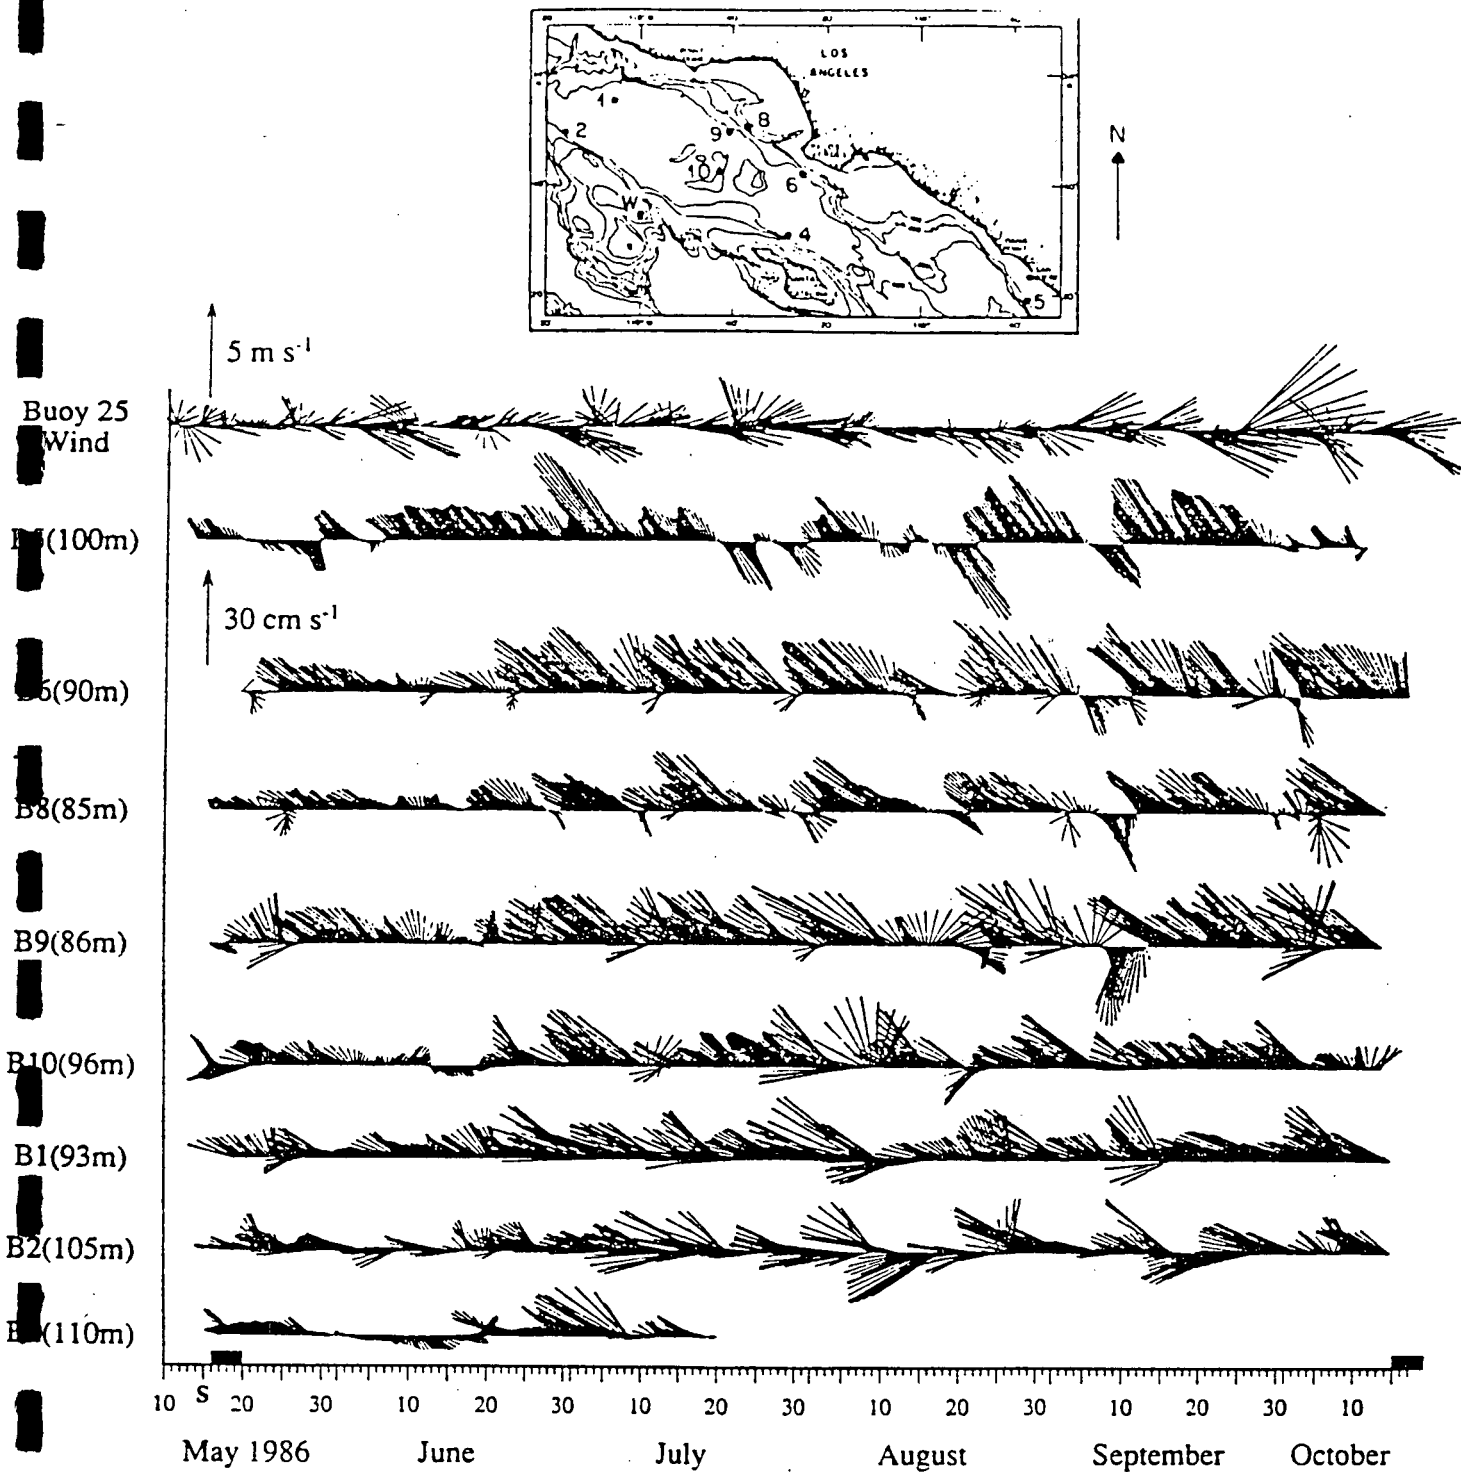 LOS
ANGELES
1
2
9
8
10
6
W
4
5
N
5 m s⁻¹
Buoy 25
Wind
(100m)
30 cm s⁻¹
B6(90m)
B8(85m)
B9(86m)
B10(96m)
B1(93m)
B2(105m)
(110m)
10 S 20 30 10 20 30 10 20 30 10 20 30 10 20 30 10
May 1986 June July August September October